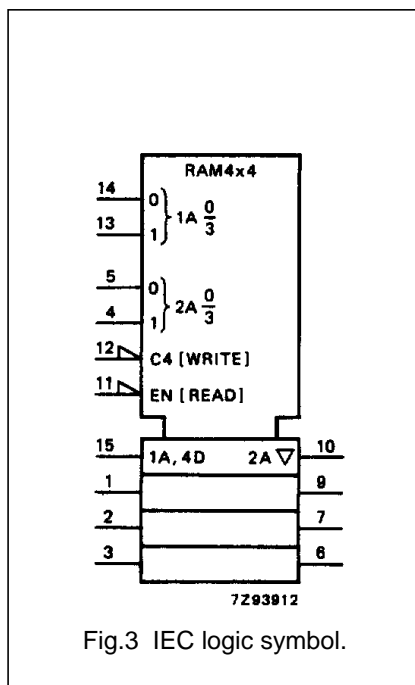 RAM4x4
14 0
1A 0/3
13 1
5 0
2A 0/3
4 1
12 C4 [WRITE]
11 EN [READ]
15 1A, 4D 2A ▽ 10
1 9
2 7
3 6
7Z93912
Fig.3 IEC logic symbol.